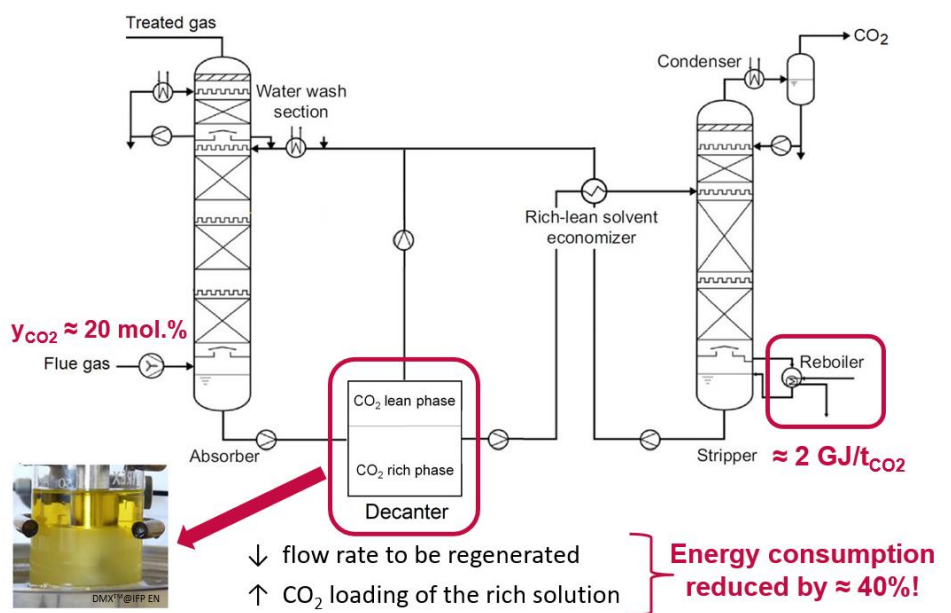 Treated gas
CO₂
Condenser
Water wash
section
Rich-lean solvent
economizer
yCO2 ≈ 20 mol.%
Flue gas
Reboiler
CO₂ lean phase
Absorber
CO₂ rich phase
Stripper
≈ 2 GJ/tCO2
Decanter
↓ flow rate to be regenerated
↑ CO₂ loading of the rich solution
Energy consumption
reduced by ≈ 40%!
DMX™@IFP EN